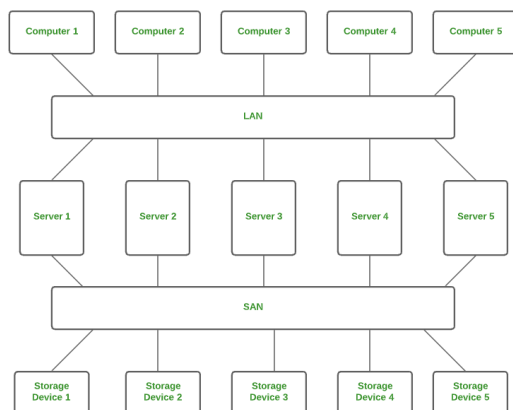 Computer 1
Computer 2
Computer 3
Computer 4
Computer 5
LAN
Server 1
Server 2
Server 3
Server 4
Server 5
SAN
Storage
Device 1
Storage
Device 2
Storage
Device 3
Storage
Device 4
Storage
Device 5